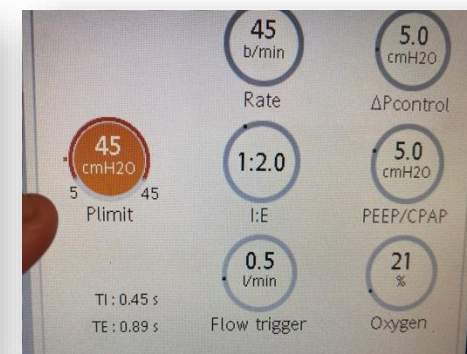 45
b/min
Rate
5.0
cmH2O
ΔPcontrol
45
cmH2O
5 45
Plimit
1:2.0
I:E
5.0
cmH2O
PEEP/CPAP
TI : 0.45 s
TE : 0.89 s
0.5
l/min
Flow trigger
21
%
Oxygen